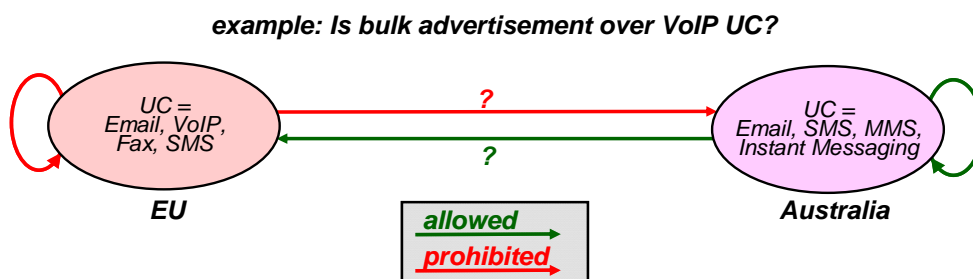 example: Is bulk advertisement over VoIP UC?
UC =
Email, VoIP,
Fax, SMS
?
?
UC =
Email, SMS, MMS,
Instant Messaging
EU
Australia
allowed
prohibited